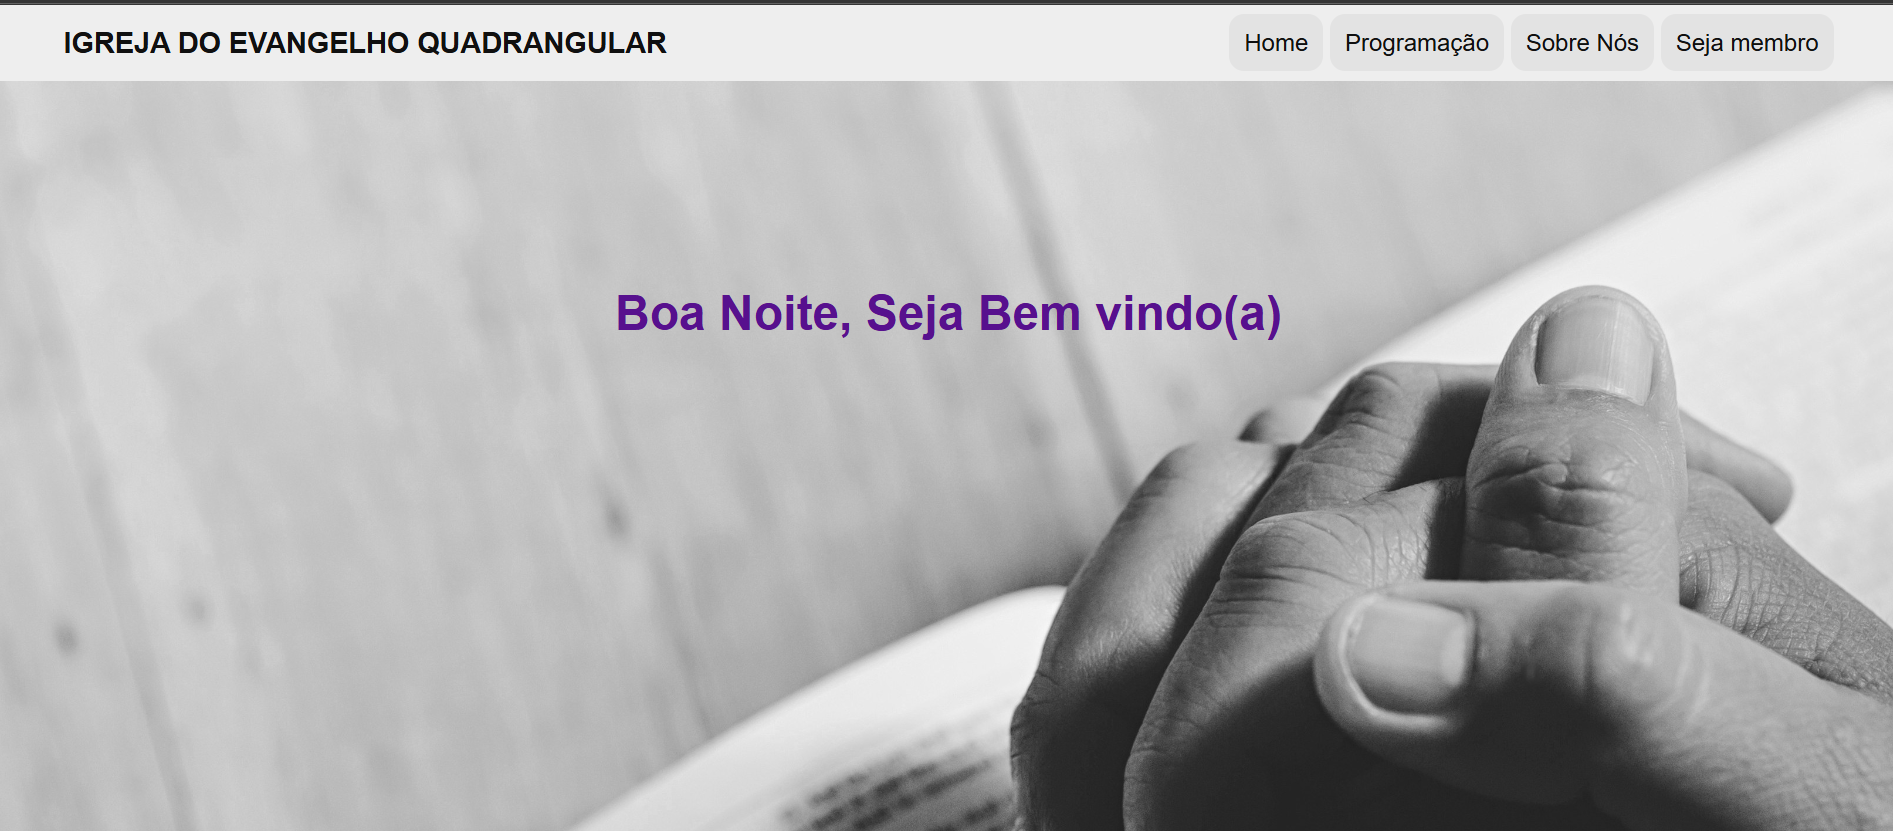 IGREJA DO EVANGELHO QUADRANGULAR
Home
Programação
Sobre Nós
Seja membro
Boa Noite, Seja Bem vindo(a)